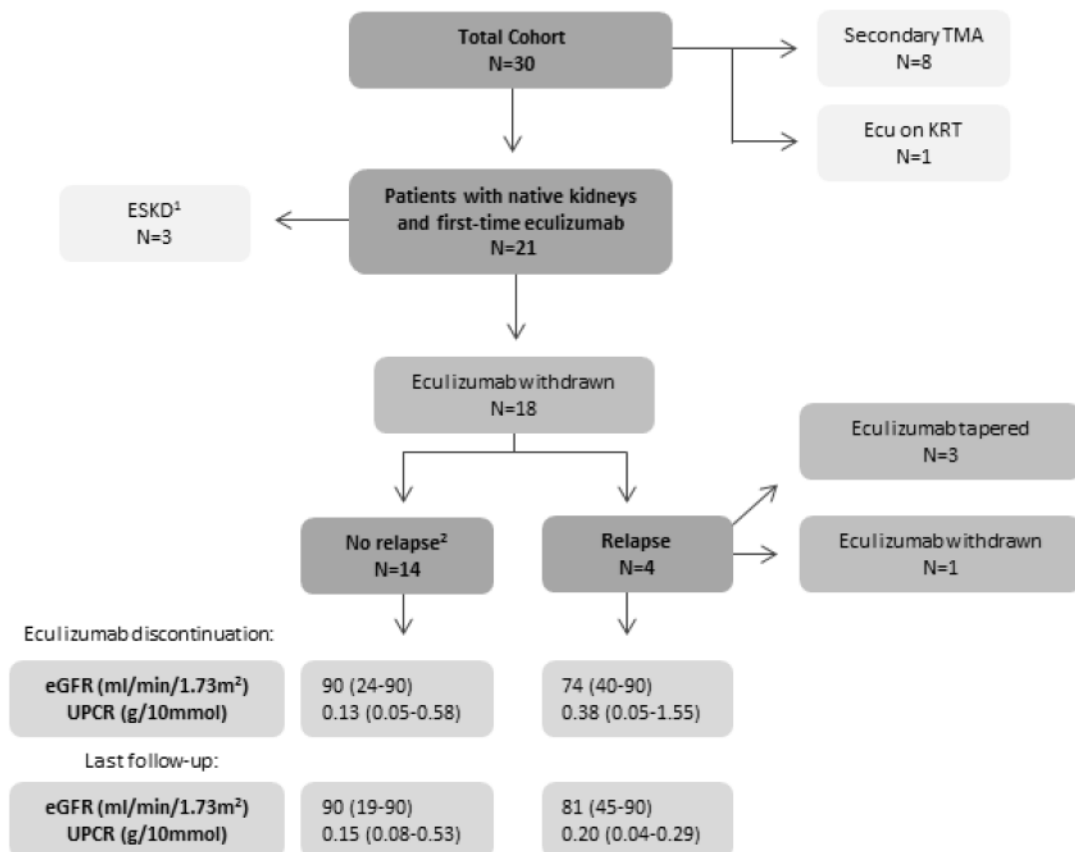 Total Cohort
N=30
Secondary TMA
N=8
Ecu on KRT
N=1
Patients with native kidneys
and first-time eculizumab
N=21
ESKD¹
N=3
Eculizumab withdrawn
N=18
Eculizumab tapered
N=3
No relapse²
N=14
Relapse
N=4
Eculizumab withdrawn
N=1
Eculizumab discontinuation:
eGFR (ml/min/1.73m²) 90 (24-90) 74 (40-90)
UPCR (g/10mmol) 0.13 (0.05-0.58) 0.38 (0.05-1.55)
Last follow-up:
eGFR (ml/min/1.73m²) 90 (19-90) 81 (45-90)
UPCR (g/10mmol) 0.15 (0.08-0.53) 0.20 (0.04-0.29)